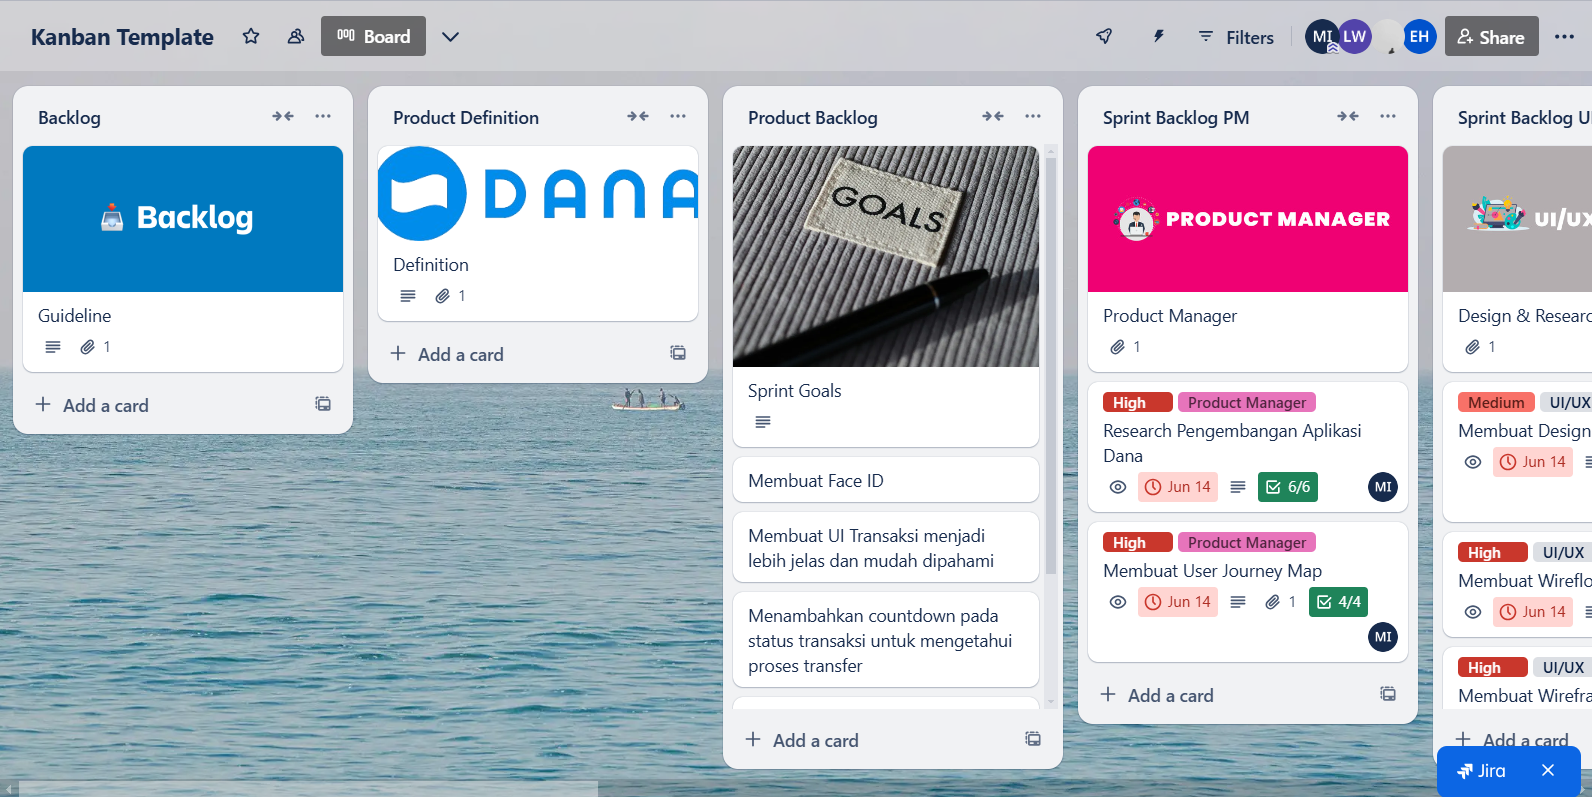 Kanban Template
Board
Filters
MI
LW
EH
Share
Backlog
Backlog
Guideline
1
Add a card
Product Definition
DANA
Definition
1
Add a card
Product Backlog
GOALS
Sprint Goals
Membuat Face ID
Membuat UI Transaksi menjadi
lebih jelas dan mudah dipahami
Menambahkan countdown pada
status transaksi untuk mengetahui
proses transfer
Add a card
Sprint Backlog PM
PRODUCT MANAGER
Product Manager
1
High Product Manager
Research Pengembangan Aplikasi
Dana
Jun 14 6/6 MI
High Product Manager
Membuat User Journey Map
Jun 14 1 4/4
MI
Add a card
Sprint Backlog UI
UI/UX
Design & Researc
1
Medium UI/UX
Membuat Design
Jun 14
High UI/UX
Membuat Wireflo
Jun 14
High UI/UX
Membuat Wirefra
Add a card
Jira